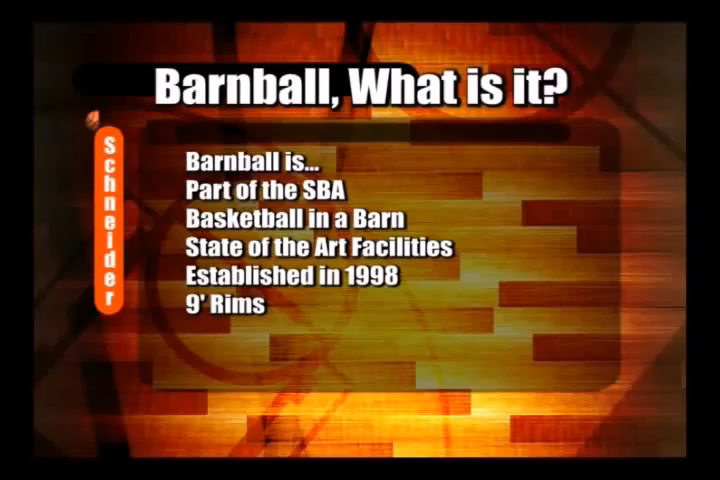 Barnball, What is it?
Schneider
Barnball is...
Part of the SBA
Basketball in a Barn
State of the Art Facilities
Established in 1998
9' Rims